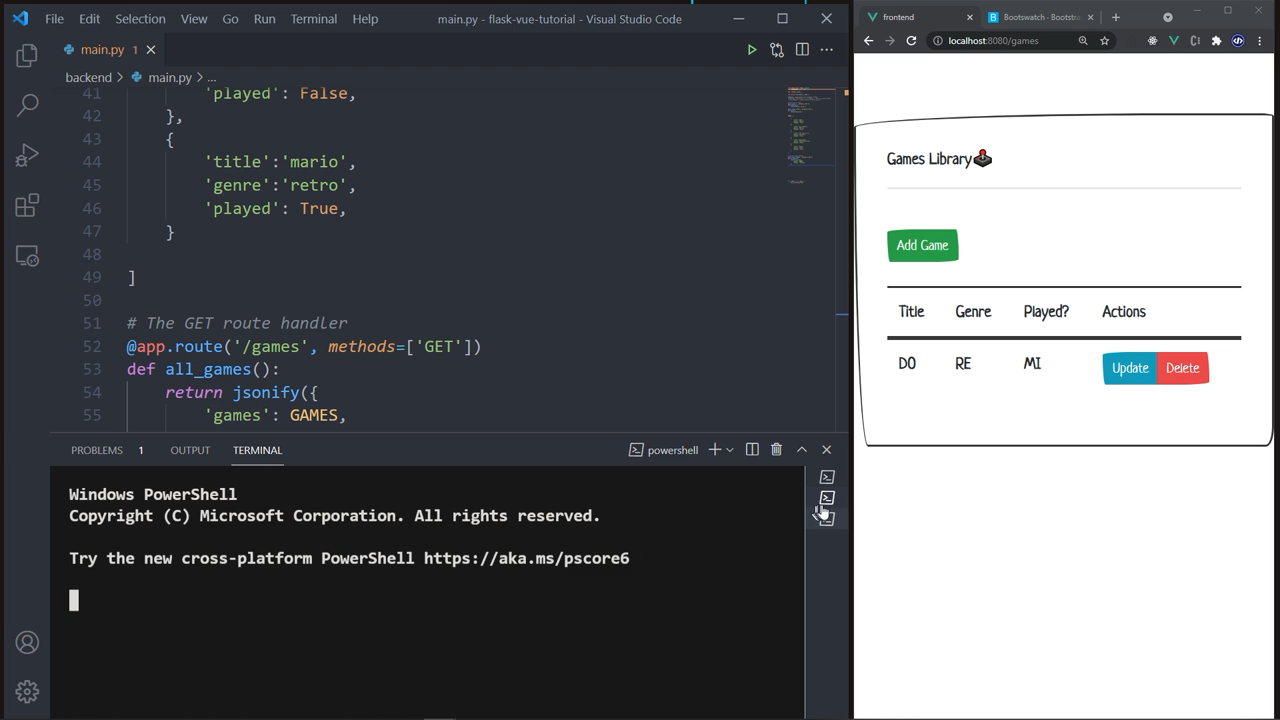 File Edit Selection View Go Run Terminal Help main.py - flask-vue-tutorial - Visual Studio Code
main.py 1
backend > main.py > ...
41 'played': False,
42 },
43 {
44 'title':'mario',
45 'genre':'retro',
46 'played': True,
47 }
48
49 ]
50
51 # The GET route handler
52 @app.route('/games', methods=['GET'])
53 def all_games():
54 return jsonify({
55 'games': GAMES,
PROBLEMS 1 OUTPUT TERMINAL powershell
Windows PowerShell
Copyright (C) Microsoft Corporation. All rights reserved.
Try the new cross-platform PowerShell https://aka.ms/pscore6
frontend Bootswatch - Bootstra
localhost:8080/games
Games Library🕹️
Add Game
Title Genre Played? Actions
DO RE MI Update Delete